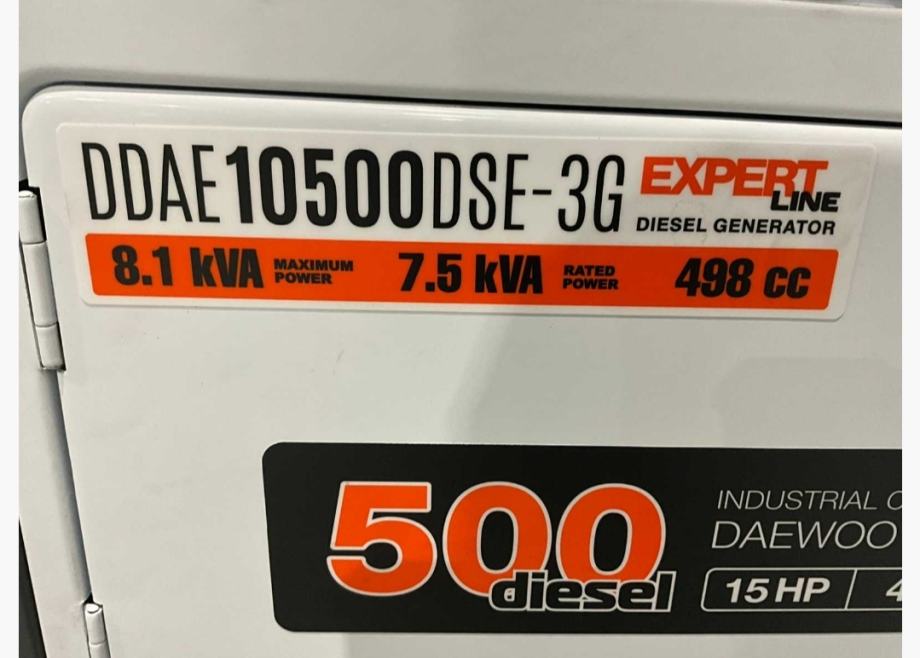 DDAE10500DSE-3G EXPERT LINE
DIESEL GENERATOR
8.1 kVA MAXIMUM POWER 7.5 kVA RATED POWER 498 cc
500 diesel
INDUSTRIAL
DAEWOO
15 HP